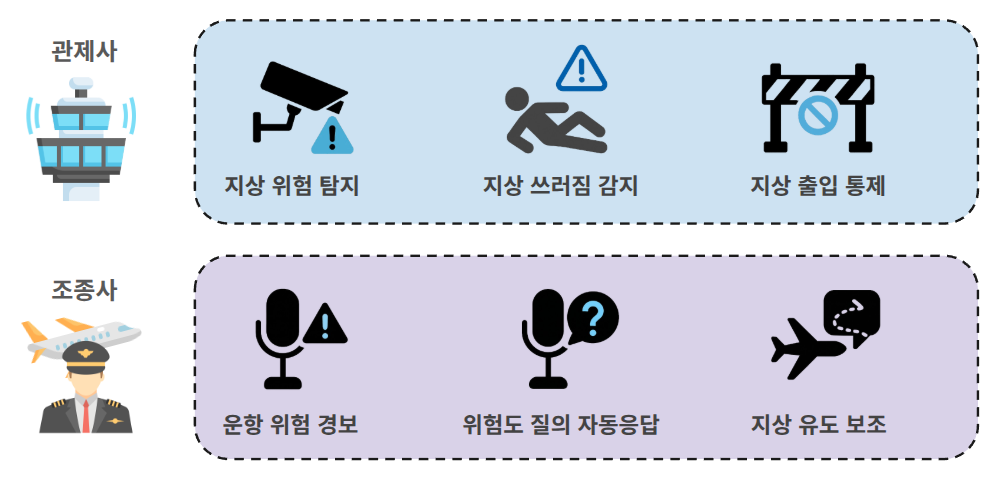 관제사
지상 위험 탐지
지상 쓰러짐 감지
지상 출입 통제
조종사
운항 위험 경보
위험도 질의 자동응답
지상 유도 보조